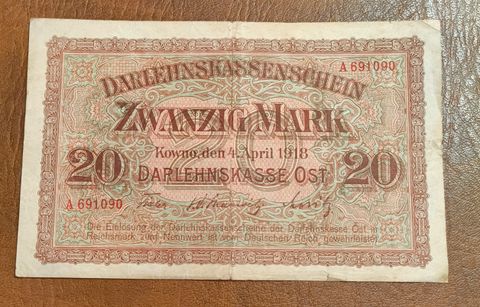 DARLEHNSKASSENSCHEIN
A 691090
ZWANZIG MARK
Kowno, den 4. April 1918
20 DARLEHNSKASSE OST 20
A 691090
Die Einlösung der Darlehnskassenscheine der Darlehnskasse Ost in
Reichsmark zum Nennwert ist vom Deutschen Reich gewährleistet